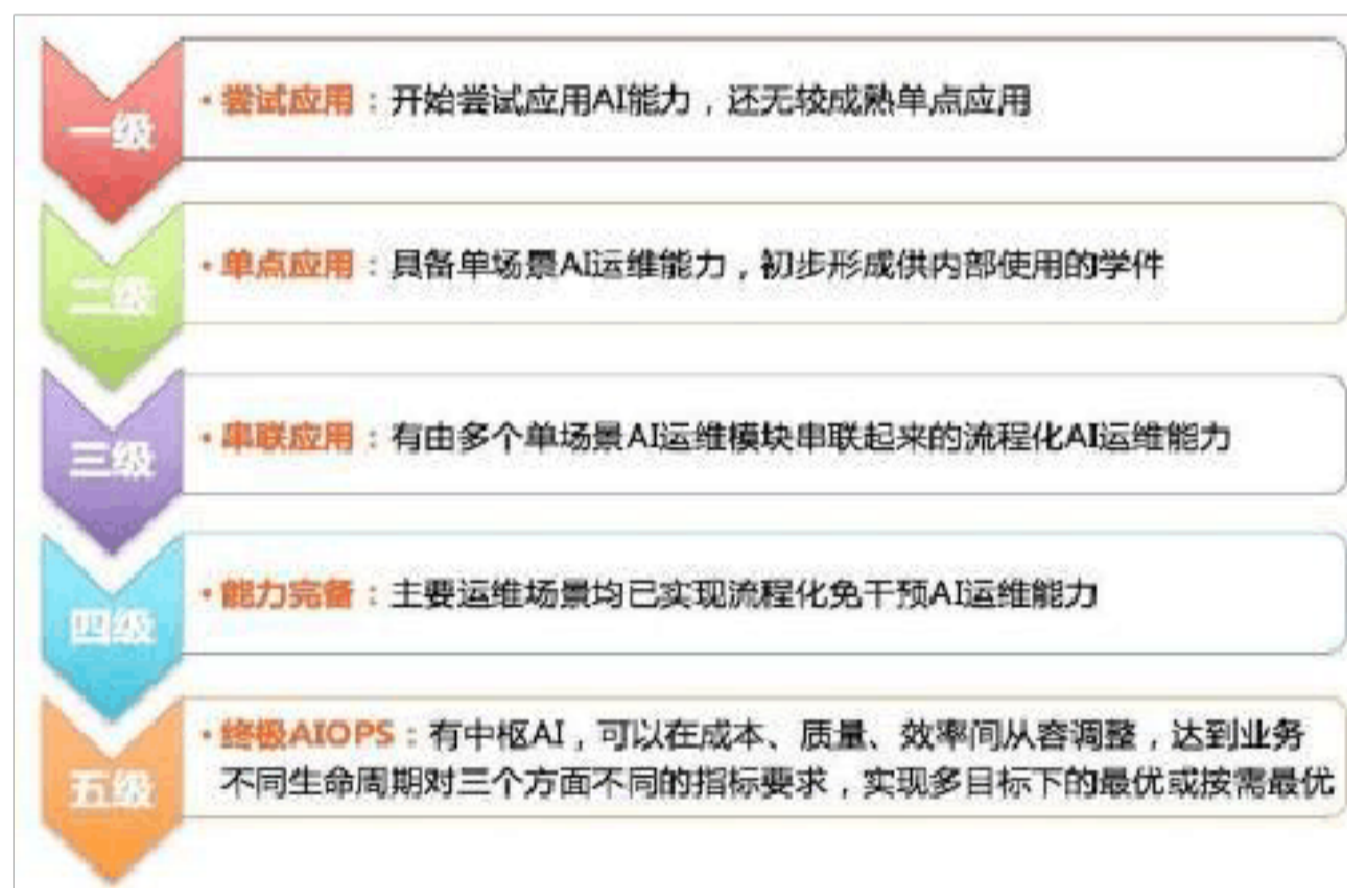 一级
• 尝试应用：开始尝试应用AI能力，还无较成熟单点应用
二级
• 单点应用：具备单场景AI运维能力，初步形成供内部使用的学件
三级
• 串联应用：有由多个单场景AI运维模块串联起来的流程化AI运维能力
四级
• 能力完备：主要运维场景均已实现流程化免干预AI运维能力
五级
• 终极AIOPS：有中枢AI，可以在成本、质量、效率间从容调整，达到业务
不同生命周期对三个方面不同的指标要求，实现多目标下的最优或按需最优